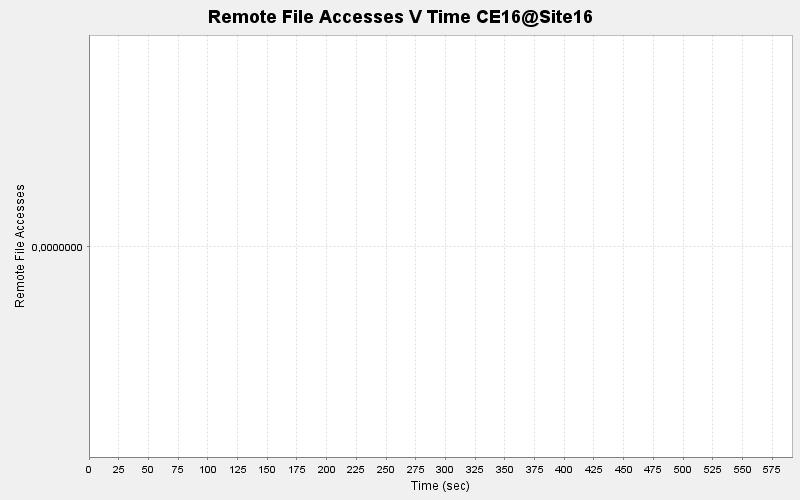 Remote File Accesses V Time CE16@Site16
Remote File Accesses
0,0000000
0 25 50 75 100 125 150 175 200 225 250 275 300 325 350 375 400 425 450 475 500 525 550 575
Time (sec)